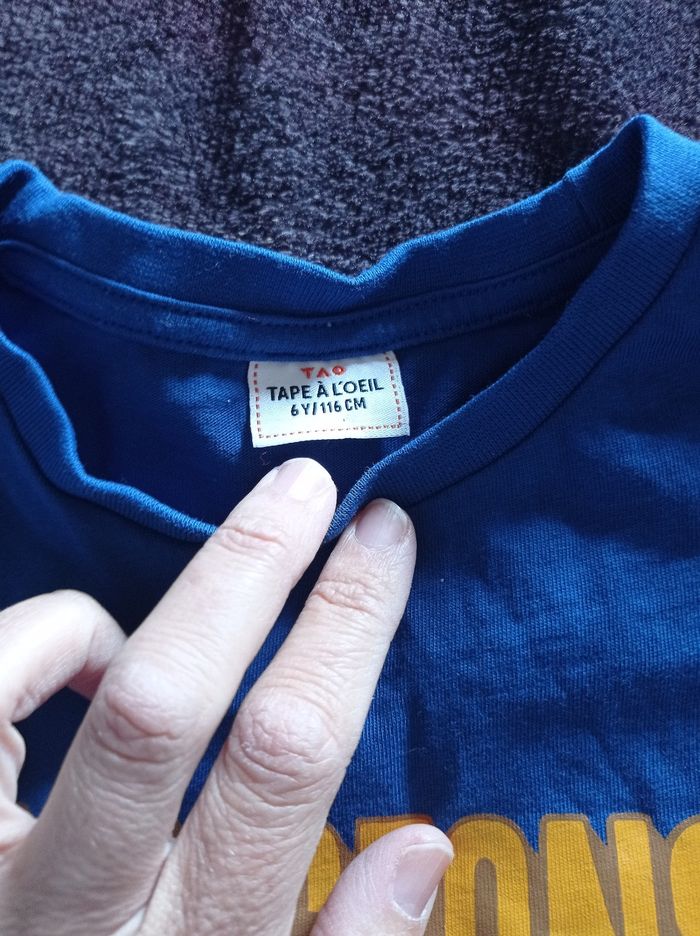 TAO
TAPE À L'OEIL
6Y/116 CM